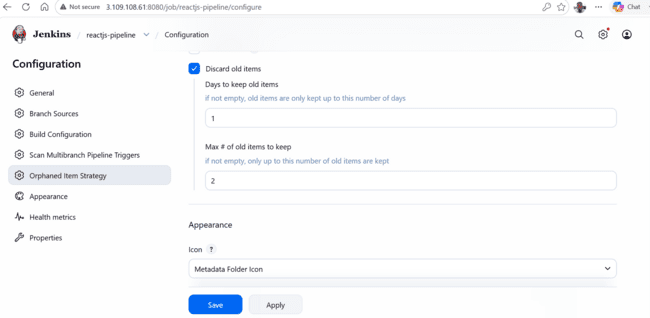 Not secure 3.109.108.61:8080/job/reactjs-pipeline/configure Chat
Jenkins / reactjs-pipeline / Configuration
Configuration
General
Branch Sources
Build Configuration
Scan Multibranch Pipeline Triggers
Orphaned Item Strategy
Appearance
Health metrics
Properties
Discard old items
Days to keep old items
if not empty, old items are only kept up to this number of days
1
Max # of old items to keep
if not empty, only up to this number of old items are kept
2
Appearance
Icon ?
Metadata Folder Icon
Save Apply